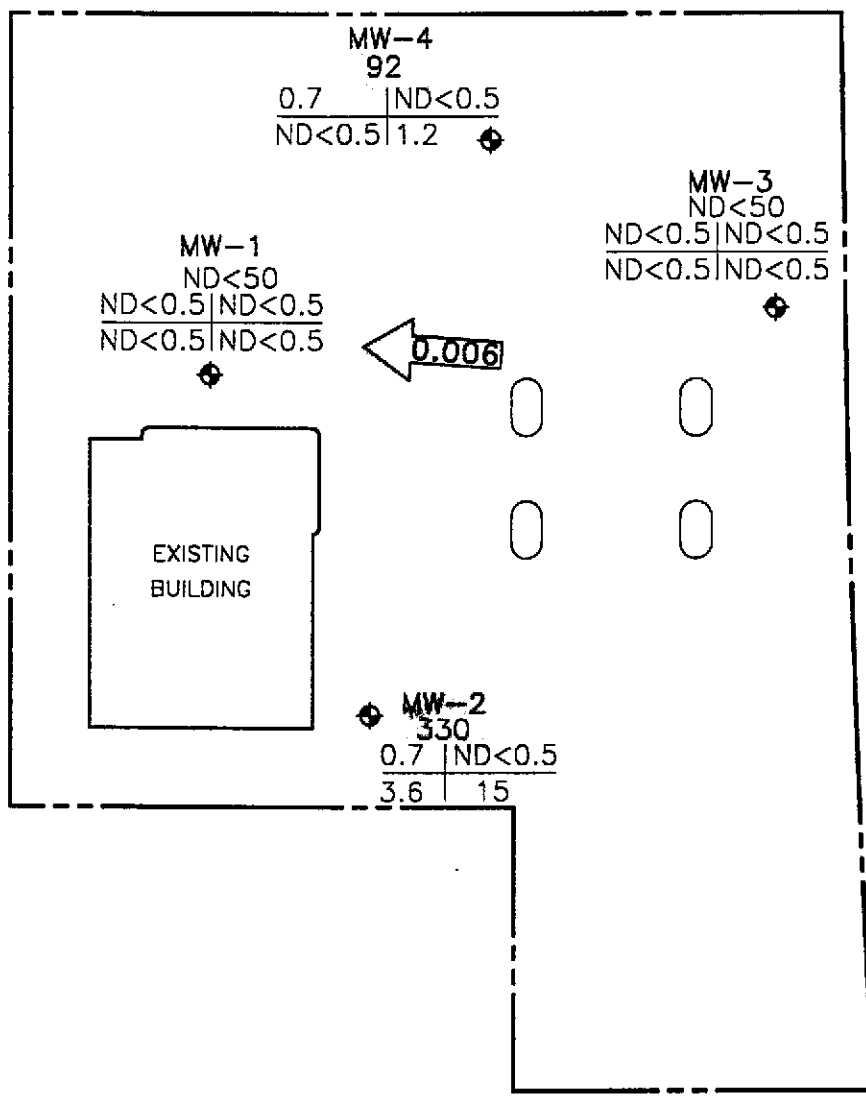 MW-4
92
0.7 | ND<0.5
ND<0.5 | 1.2
MW-3
ND<50
ND<0.5 | ND<0.5
ND<0.5 | ND<0.5
MW-1
ND<50
ND<0.5 | ND<0.5
ND<0.5 | ND<0.5
0.006
EXISTING
BUILDING
MW-2
330
0.7 | ND<0.5
3.6 | 15